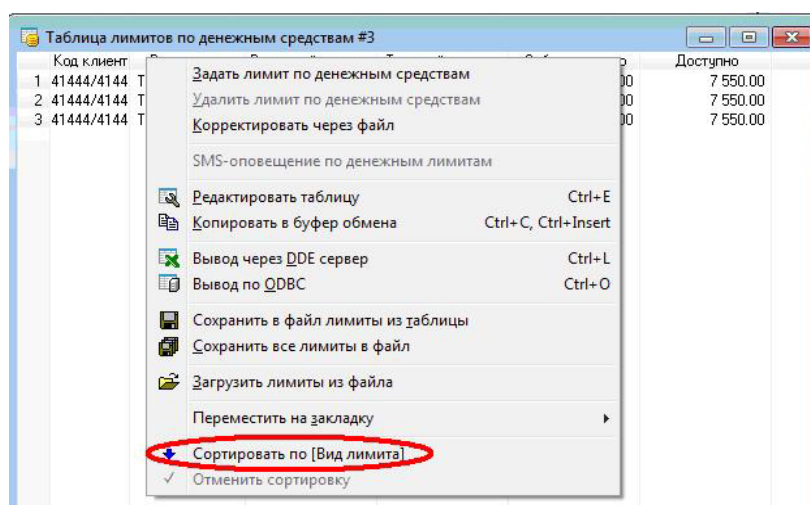 Таблица лимитов по денежным средствам #3
Код клиент Доступно
1 41444/4144 Т 00 7 550.00
2 41444/4144 Т 00 7 550.00
3 41444/4144 Т 00 7 550.00
Задать лимит по денежным средствам
Удалить лимит по денежным средствам
Корректировать через файл
SMS-оповещение по денежным лимитам
Редактировать таблицу Ctrl+E
Копировать в буфер обмена Ctrl+C, Ctrl+Insert
Вывод через DDE сервер Ctrl+L
Вывод по ODBC Ctrl+O
Сохранить в файл лимиты из таблицы
Сохранить все лимиты в файл
Загрузить лимиты из файла
Переместить на закладку
Сортировать по [Вид лимита]
Отменить сортировку